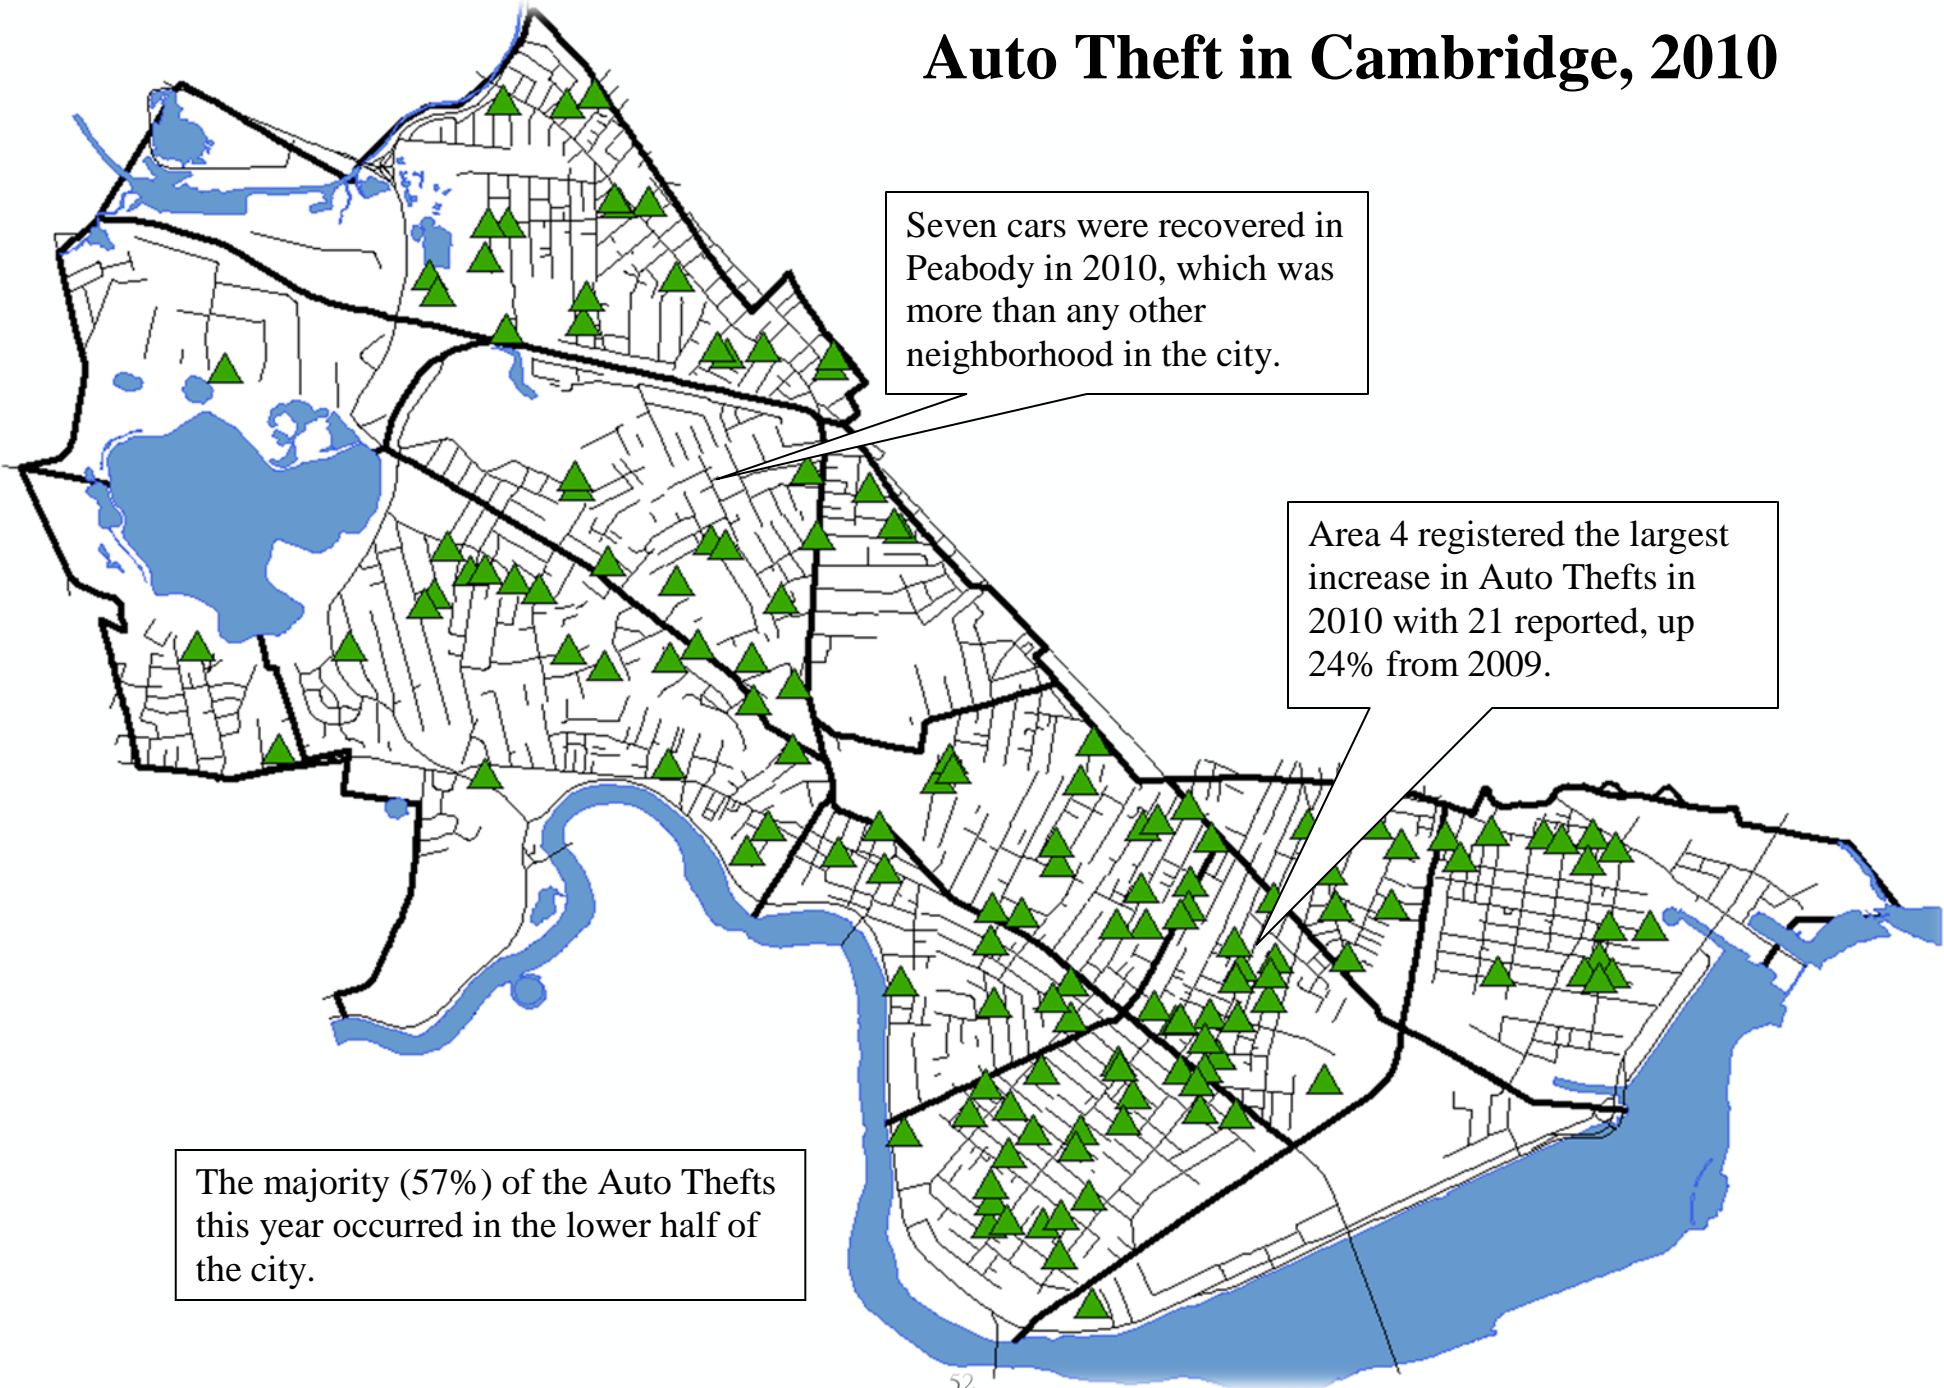 Auto Theft in Cambridge, 2010
Seven cars were recovered in
Peabody in 2010, which was
more than any other
neighborhood in the city.
Area 4 registered the largest
increase in Auto Thefts in
2010 with 21 reported, up
24% from 2009.
The majority (57%) of the Auto Thefts
this year occurred in the lower half of
the city.
52